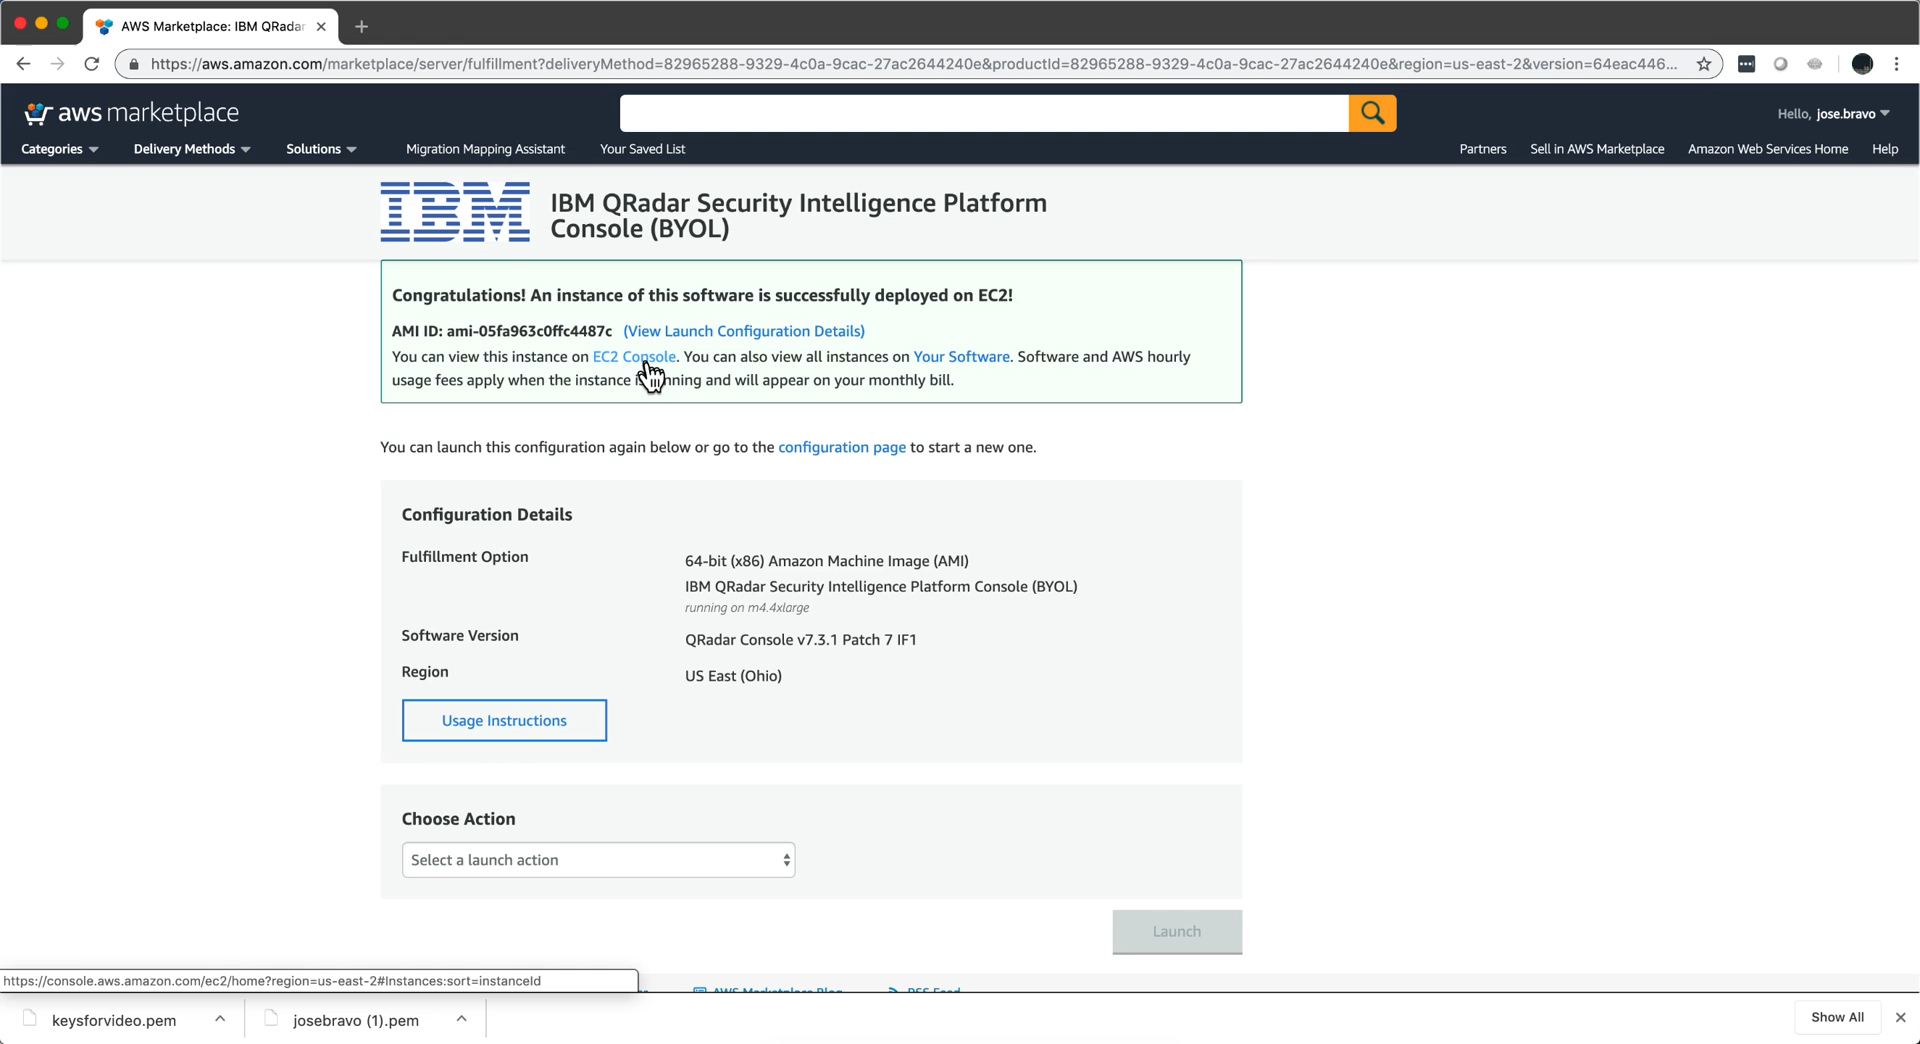 AWS Marketplace: IBM QRadar
https://aws.amazon.com/marketplace/server/fulfillment?deliveryMethod=82965288-9329-4c0a-9cac-27ac2644240e&productId=82965288-9329-4c0a-9cac-27ac2644240e&region=us-east-2&version=64eac446...
aws marketplace
Hello, jose.bravo
Categories Delivery Methods Solutions Migration Mapping Assistant Your Saved List Partners Sell in AWS Marketplace Amazon Web Services Home Help
IBM
IBM QRadar Security Intelligence Platform
Console (BYOL)
Congratulations! An instance of this software is successfully deployed on EC2!
AMI ID: ami-05fa963c0ffc4487c (View Launch Configuration Details)
You can view this instance on EC2 Console. You can also view all instances on Your Software. Software and AWS hourly
usage fees apply when the instance and will appear on your monthly bill.
You can launch this configuration again below or go to the configuration page to start a new one.
Configuration Details
Fulfillment Option
64-bit (x86) Amazon Machine Image (AMI)
IBM QRadar Security Intelligence Platform Console (BYOL)
running on m4.4xlarge
Software Version
QRadar Console v7.3.1 Patch 7 IF1
Region
US East (Ohio)
Usage Instructions
Choose Action
Select a launch action
Launch
https://console.aws.amazon.com/ec2/home?region=us-east-2#Instances:sort=instanceId
AWS Marketplace Blog RSS Feed
keysforvideo.pem
josebravo (1).pem
Show All